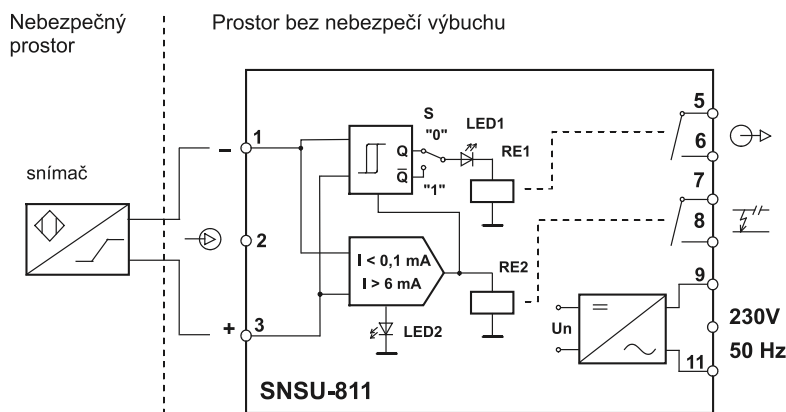 Nebezpečný
prostor
Prostor bez nebezpečí výbuchu
snímač
–
+
1
2
3
S
"0"
Q
Q̅
"1"
LED1
RE1
I < 0,1 mA
I > 6 mA
RE2
LED2
Un
5
6
7
8
9
11
230V
50 Hz
SNSU-811